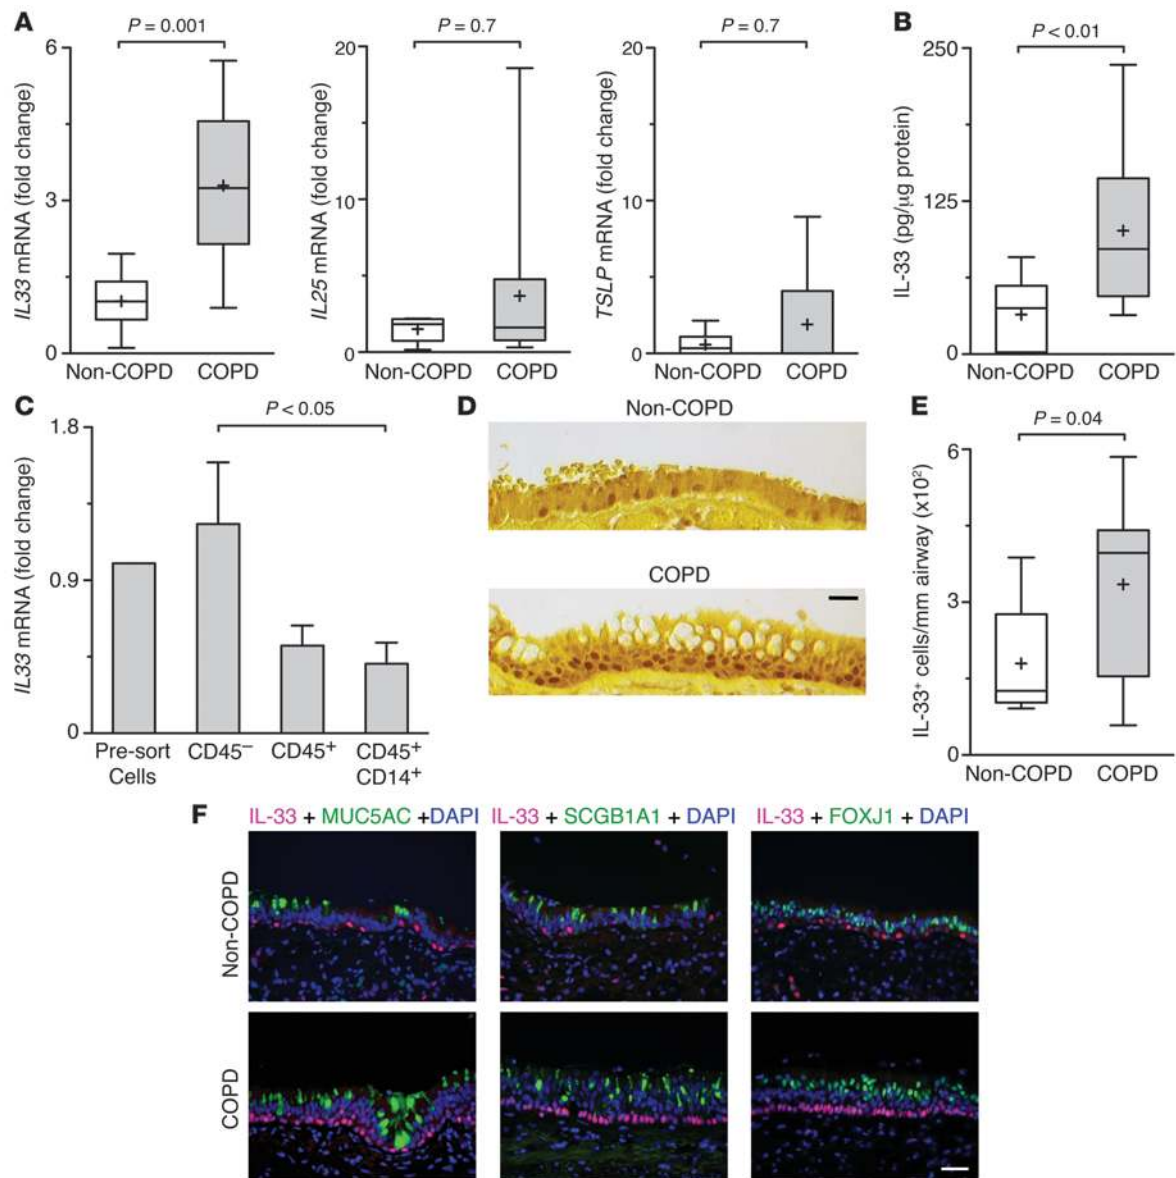 A
P = 0.001
6
3
0
IL33 mRNA (fold change)
Non-COPD
COPD
P = 0.7
20
10
0
IL25 mRNA (fold change)
Non-COPD
COPD
P = 0.7
20
10
0
TSLP mRNA (fold change)
Non-COPD
COPD
B
P < 0.01
250
125
0
IL-33 (pg/µg protein)
Non-COPD
COPD
C
P < 0.05
1.8
0.9
0
IL33 mRNA (fold change)
Pre-sort
Cells
CD45⁻
CD45⁺
CD45⁺
CD14⁺
D
Non-COPD
COPD
E
P = 0.04
6
3
0
IL-33⁺ cells/mm airway (x10²)
Non-COPD
COPD
F
IL-33 + MUC5AC +DAPI
IL-33 + SCGB1A1 + DAPI
IL-33 + FOXJ1 + DAPI
Non-COPD
COPD